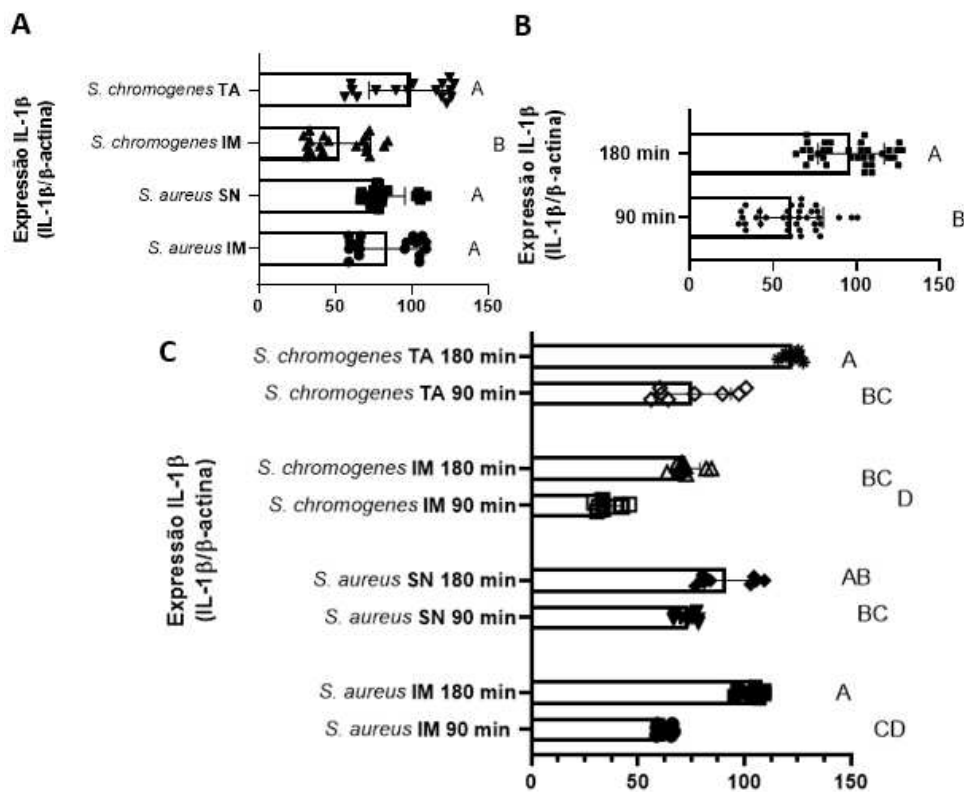 A
Expressão IL-1β
(IL-1β/β-actina)
S. chromogenes TA
A
S. chromogenes IM
B
S. aureus SN
A
S. aureus IM
A
0 50 100 150
B
Expressão IL-1β
(IL-1β/β-actina)
180 min
A
90 min
B
0 50 100 150
C
Expressão IL-1β
(IL-1β/β-actina)
S. chromogenes TA 180 min
A
S. chromogenes TA 90 min
BC
S. chromogenes IM 180 min
BC
S. chromogenes IM 90 min
D
S. aureus SN 180 min
AB
S. aureus SN 90 min
BC
S. aureus IM 180 min
A
S. aureus IM 90 min
CD
0 50 100 150